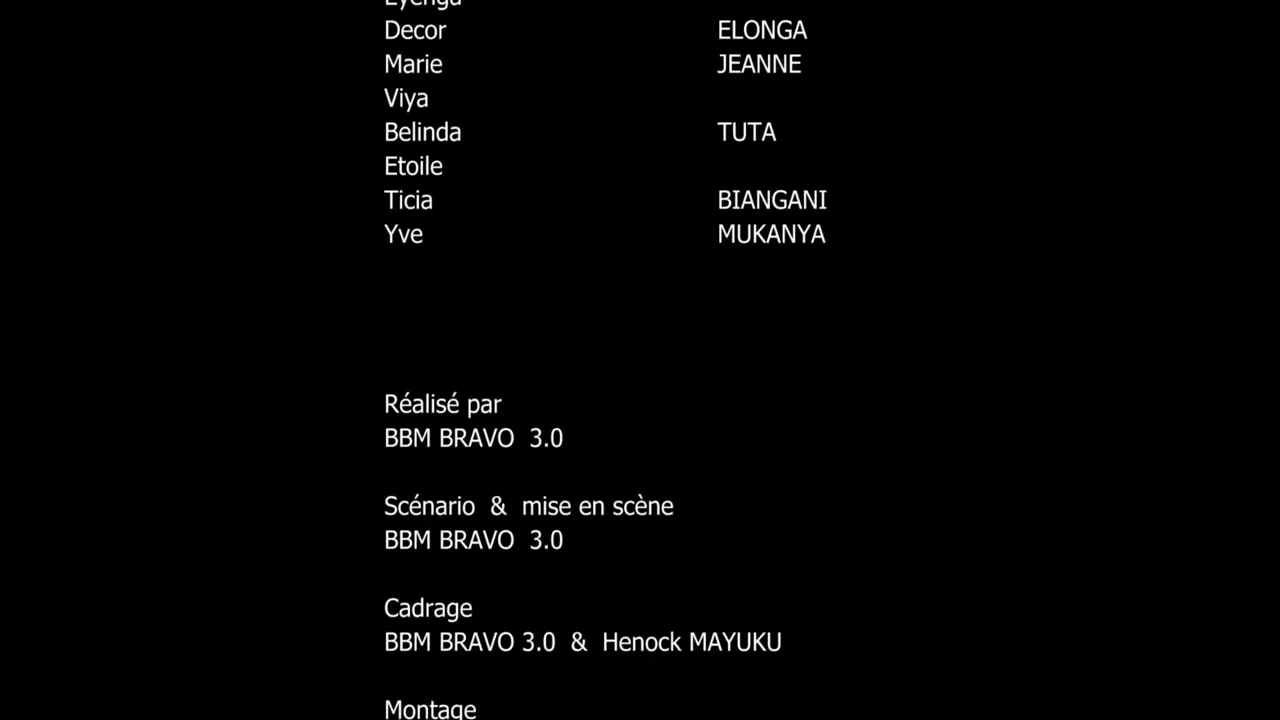 Eyenga
Decor ELONGA
Marie JEANNE
Viya
Belinda TUTA
Etoile
Ticia BIANGANI
Yve MUKANYA
Réalisé par
BBM BRAVO 3.0
Scénario & mise en scène
BBM BRAVO 3.0
Cadrage
BBM BRAVO 3.0 & Henock MAYUKU
Montage